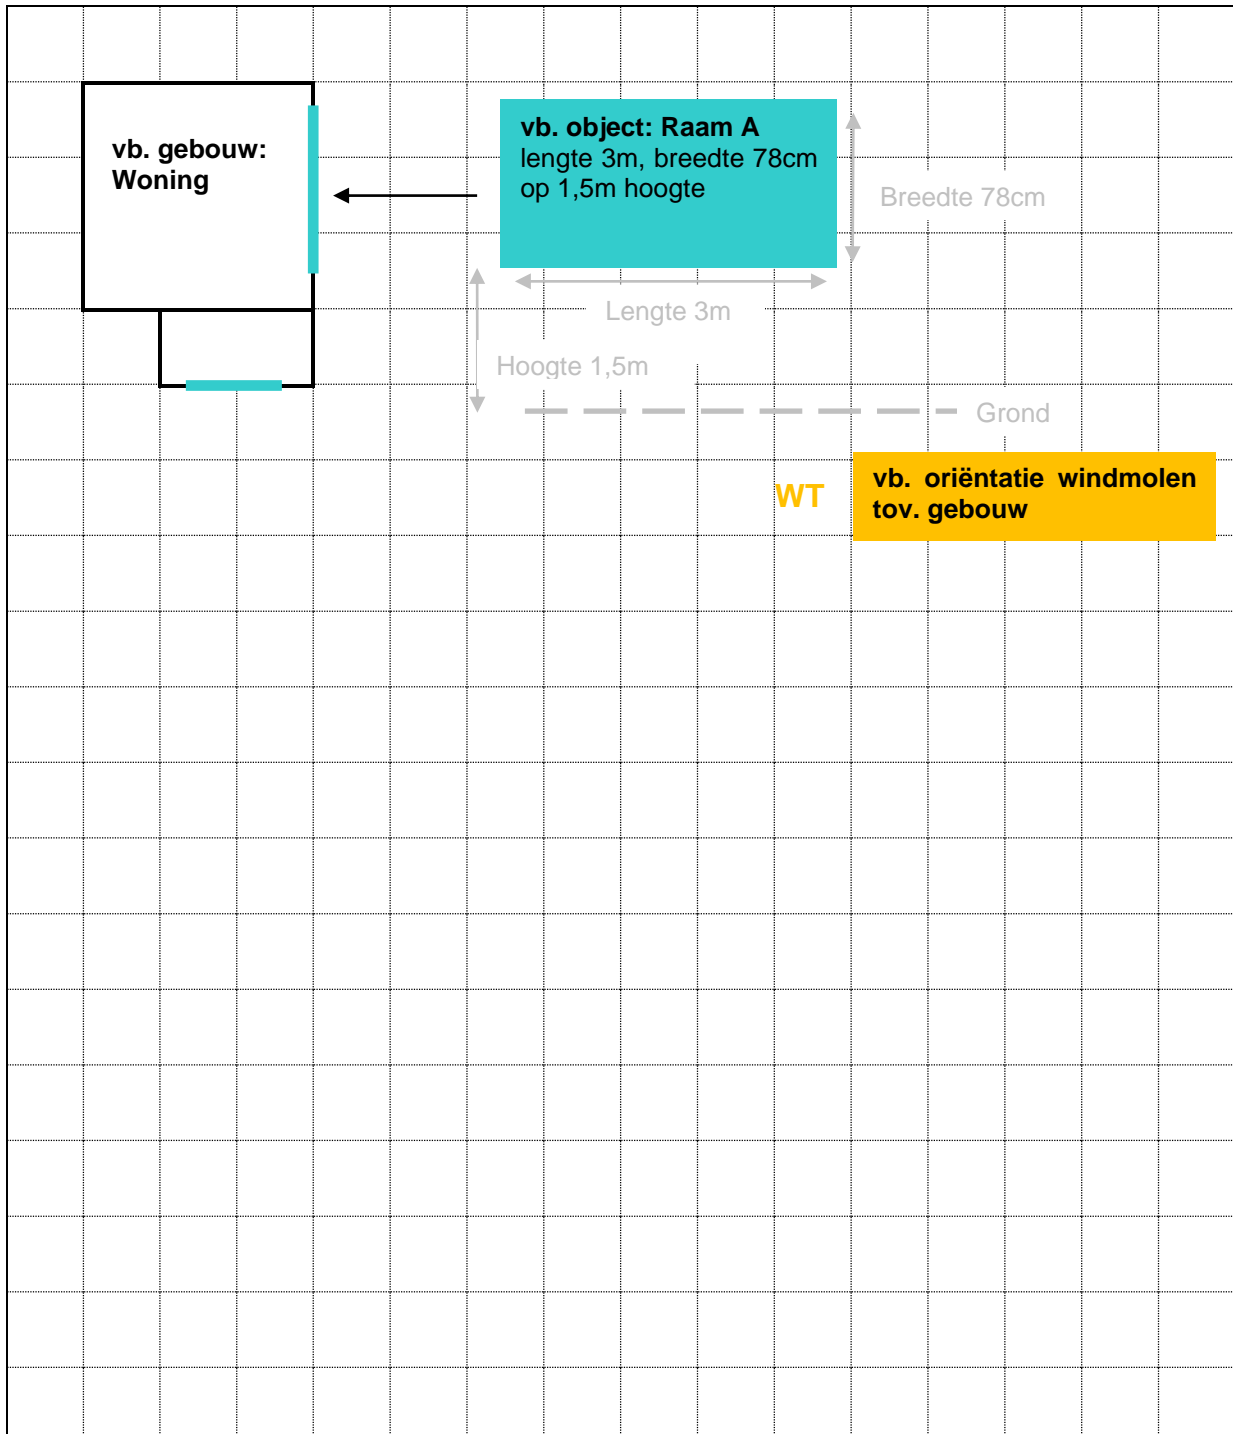 vb. gebouw:
Woning
vb. object: Raam A
lengte 3m, breedte 78cm
op 1,5m hoogte
Breedte 78cm
Lengte 3m
Hoogte 1,5m
Grond
WT
vb. oriëntatie windmolen
tov. gebouw